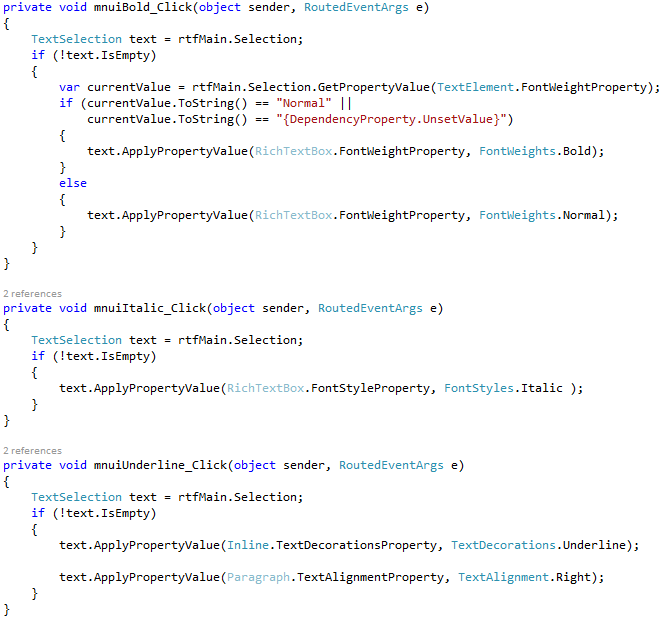 private void mnuiBold_Click(object sender, RoutedEventArgs e)
{
    TextSelection text = rtfMain.Selection;
    if (!text.IsEmpty)
    {
        var currentValue = rtfMain.Selection.GetPropertyValue(TextElement.FontWeightProperty);
        if (currentValue.ToString() == "Normal" ||
            currentValue.ToString() == "{DependencyProperty.UnsetValue}")
        {
            text.ApplyPropertyValue(RichTextBox.FontWeightProperty, FontWeights.Bold);
        }
        else
        {
            text.ApplyPropertyValue(RichTextBox.FontWeightProperty, FontWeights.Normal);
        }
    }
}
2 references
private void mnuiItalic_Click(object sender, RoutedEventArgs e)
{
    TextSelection text = rtfMain.Selection;
    if (!text.IsEmpty)
    {
        text.ApplyPropertyValue(RichTextBox.FontStyleProperty, FontStyles.Italic );
    }
}
2 references
private void mnuiUnderline_Click(object sender, RoutedEventArgs e)
{
    TextSelection text = rtfMain.Selection;
    if (!text.IsEmpty)
    {
        text.ApplyPropertyValue(Inline.TextDecorationsProperty, TextDecorations.Underline);
        text.ApplyPropertyValue(Paragraph.TextAlignmentProperty, TextAlignment.Right);
    }
}